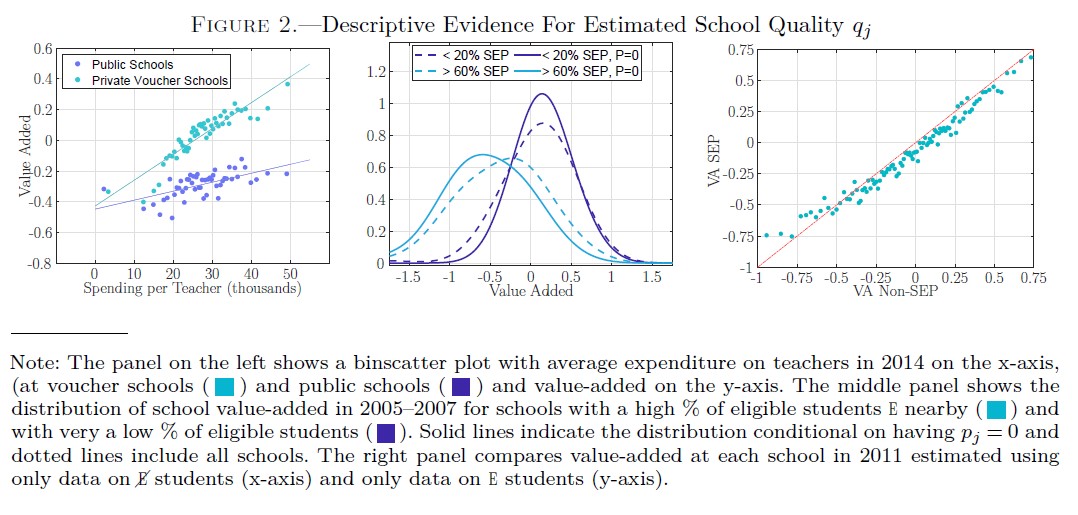 FIGURE 2.—Descriptive Evidence For Estimated School Quality qj
0.6
0.4
0.2
0
-0.2
-0.4
-0.6
-0.8
Value Added
Public Schools
Private Voucher Schools
0 10 20 30 40 50
Spending per Teacher (thousands)
1.2
1
0.8
0.6
0.4
0.2
0
< 20% SEP < 20% SEP, P=0
> 60% SEP > 60% SEP, P=0
-1.5 -1 -0.5 0 0.5 1 1.5
Value Added
0.75
0.5
0.25
0
-0.25
-0.5
-0.75
-1
VA SEP
-1 -0.75 -0.5 -0.25 0 0.25 0.5 0.75
VA Non-SEP
Note: The panel on the left shows a binscatter plot with average expenditure on teachers in 2014 on the x-axis,
(at voucher schools ( ) and public schools ( ) and value-added on the y-axis. The middle panel shows the
distribution of school value-added in 2005–2007 for schools with a high % of eligible students E nearby ( ) and
with very a low % of eligible students ( ). Solid lines indicate the distribution conditional on having pj = 0 and
dotted lines include all schools. The right panel compares value-added at each school in 2011 estimated using
only data on E̸ students (x-axis) and only data on E students (y-axis).